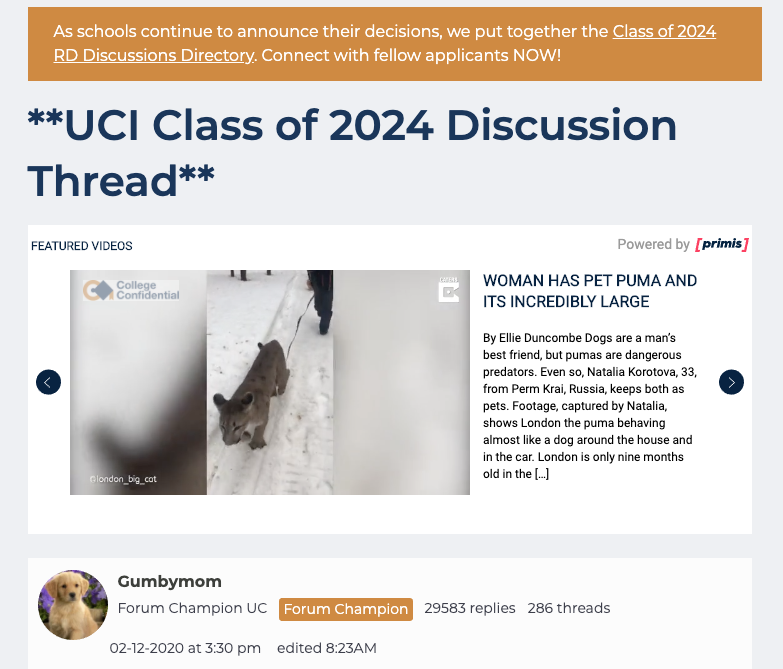 As schools continue to announce their decisions, we put together the Class of 2024
RD Discussions Directory. Connect with fellow applicants NOW!
**UCI Class of 2024 Discussion
Thread**
FEATURED VIDEOS
Powered by [primis]
College
Confidential
CATERS
WOMAN HAS PET PUMA AND
ITS INCREDIBLY LARGE
By Ellie Duncombe Dogs are a man's
best friend, but pumas are dangerous
predators. Even so, Natalia Korotova, 33,
from Perm Krai, Russia, keeps both as
pets. Footage, captured by Natalia,
shows London the puma behaving
almost like a dog around the house and
in the car. London is only nine months
old in the [...]
@london_big_cat
Gumbymom
Forum Champion UC Forum Champion 29583 replies 286 threads
02-12-2020 at 3:30 pm edited 8:23AM